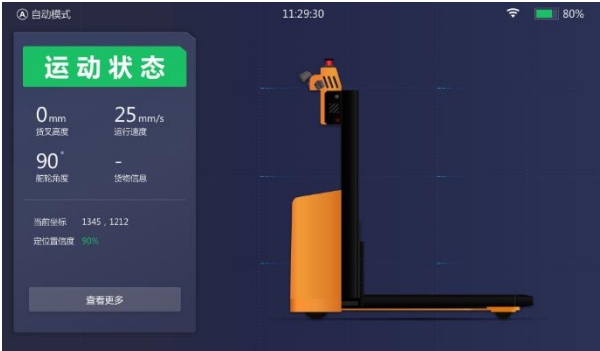 A 自动模式
11:29:30
80%
运动状态
0mm 25mm/s
货叉高度 运行速度
90° -
舵轮角度 货物信息
当前坐标 1345，1212
定位置信度 90%
查看更多